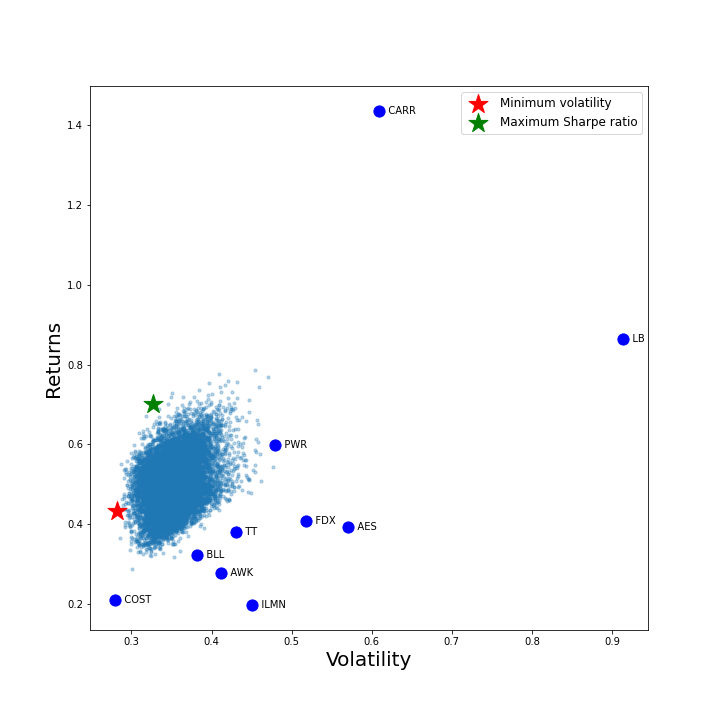 CARR
Minimum volatility
Maximum Sharpe ratio
LB
PWR
FDX
AES
TT
BLL
AWK
COST
ILMN
Returns
1.4
1.2
1.0
0.8
0.6
0.4
0.2
0.3 0.4 0.5 0.6 0.7 0.8 0.9
Volatility